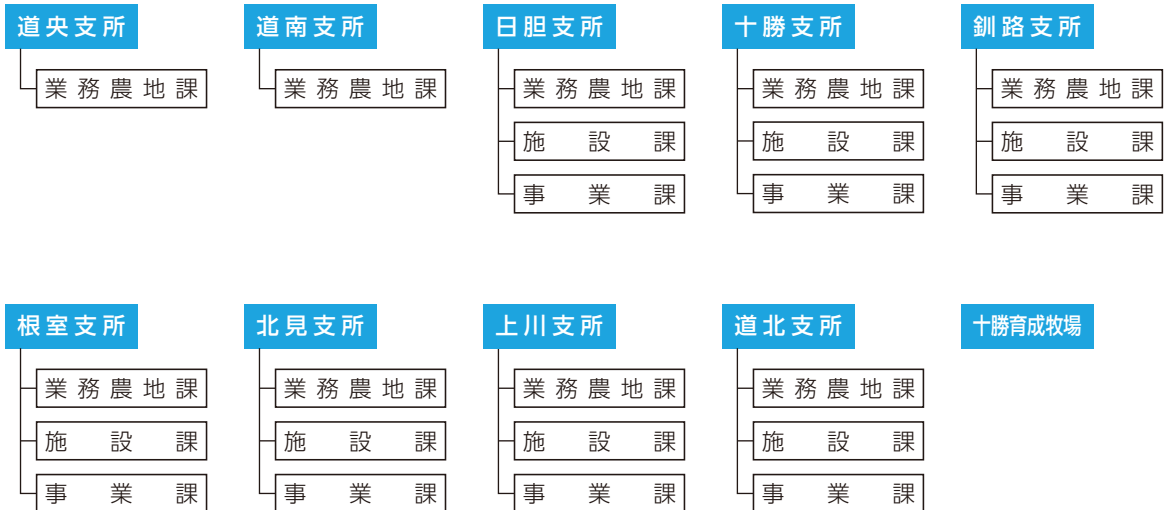 道央支所
業務農地課
道南支所
業務農地課
日胆支所
業務農地課
施設課
事業課
十勝支所
業務農地課
施設課
事業課
釧路支所
業務農地課
施設課
事業課
根室支所
業務農地課
施設課
事業課
北見支所
業務農地課
施設課
事業課
上川支所
業務農地課
施設課
事業課
道北支所
業務農地課
施設課
事業課
十勝育成牧場